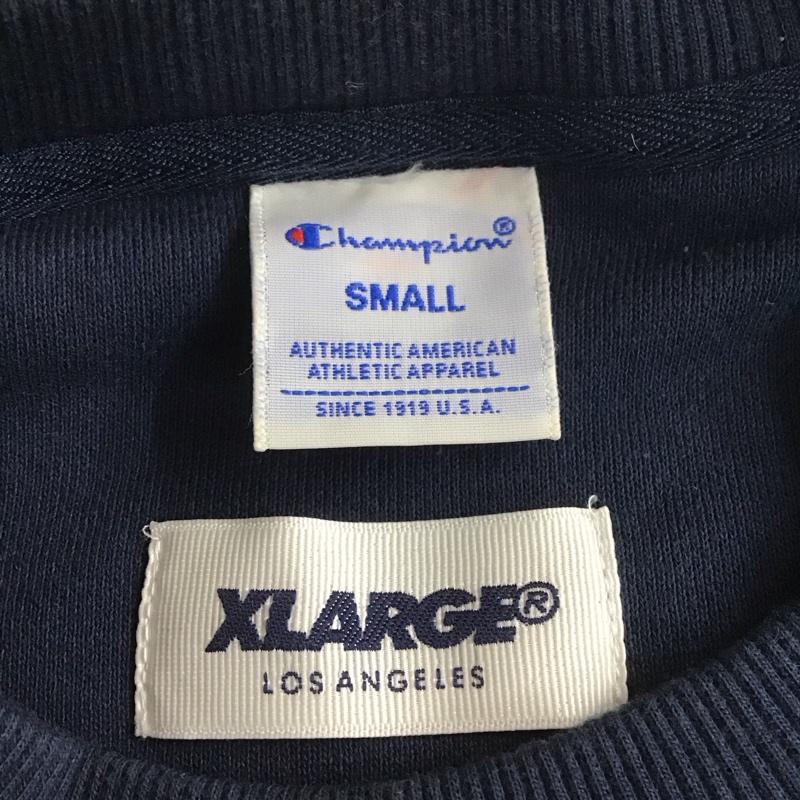 Champion®
SMALL
AUTHENTIC AMERICAN
ATHLETIC APPAREL
SINCE 1919 U.S.A.
XLARGE®
LOS ANGELES